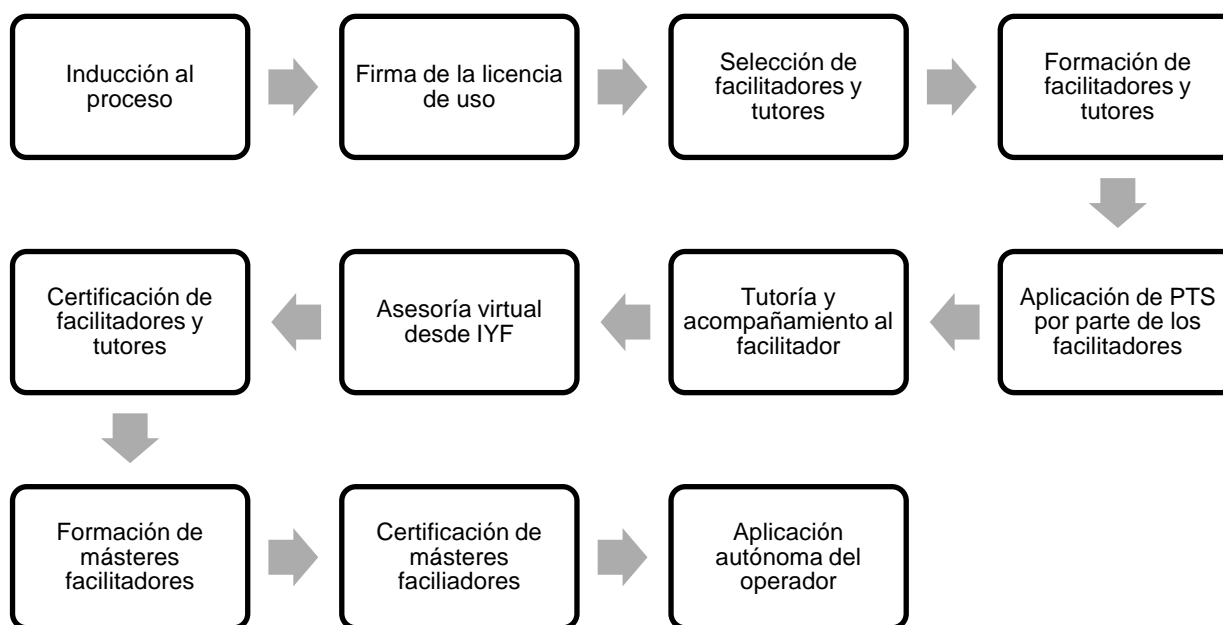 Inducción al
proceso
Firma de la licencia
de uso
Selección de
facilitadores y
tutores
Formación de
facilitadores y
tutores
Aplicación de PTS
por parte de los
facilitadores
Tutoría y
acompañamiento al
facilitador
Asesoría virtual
desde IYF
Certificación de
facilitadores y
tutores
Formación de
másteres
facilitadores
Certificación de
másteres
faciliadores
Aplicación
autónoma del
operador